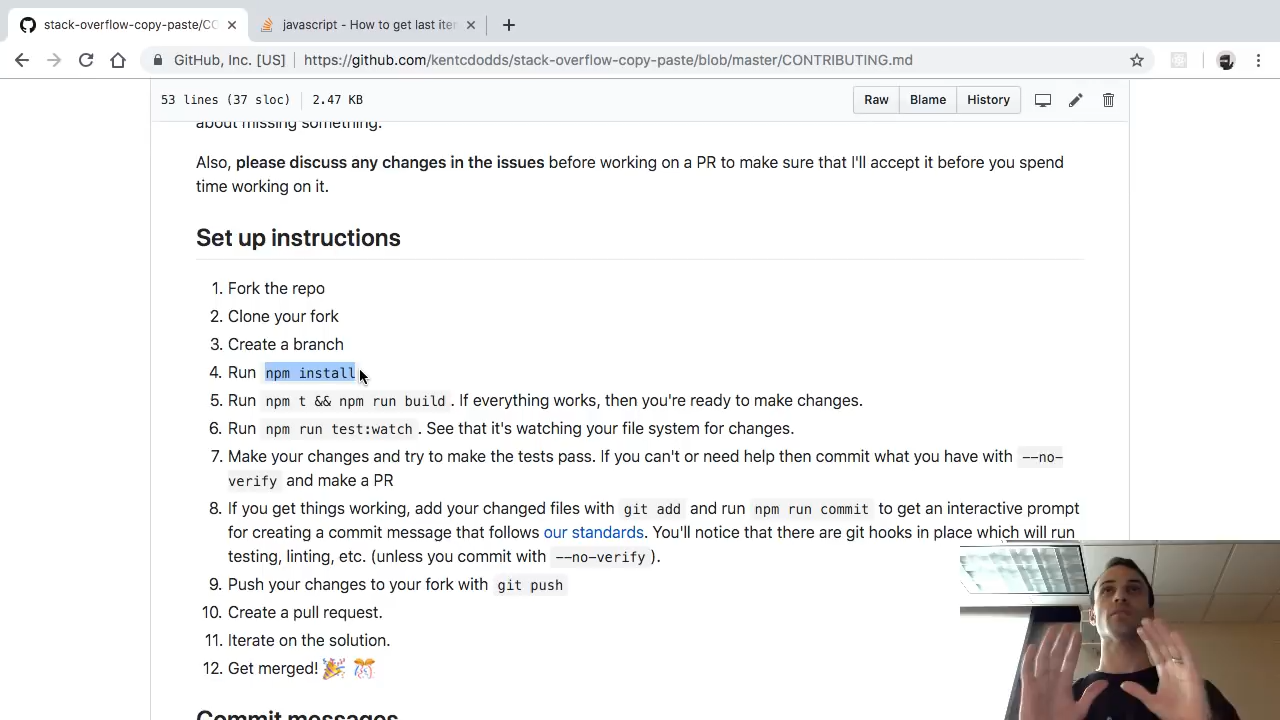 stack-overflow-copy-paste/CO
javascript - How to get last iter
GitHub, Inc. [US]
https://github.com/kentcdodds/stack-overflow-copy-paste/blob/master/CONTRIBUTING.md
53 lines (37 sloc)
2.47 KB
Raw
Blame
History
about missing something.
Also, please discuss any changes in the issues before working on a PR to make sure that I'll accept it before you spend
time working on it.
Set up instructions
1. Fork the repo
2. Clone your fork
3. Create a branch
4. Run npm install
5. Run npm t && npm run build . If everything works, then you're ready to make changes.
6. Run npm run test:watch . See that it's watching your file system for changes.
7. Make your changes and try to make the tests pass. If you can't or need help then commit what you have with --no-
verify and make a PR
8. If you get things working, add your changed files with git add and run npm run commit to get an interactive prompt
for creating a commit message that follows our standards. You'll notice that there are git hooks in place which will run
testing, linting, etc. (unless you commit with --no-verify ).
9. Push your changes to your fork with git push
10. Create a pull request.
11. Iterate on the solution.
12. Get merged! 🎉 🎊
Commit messages